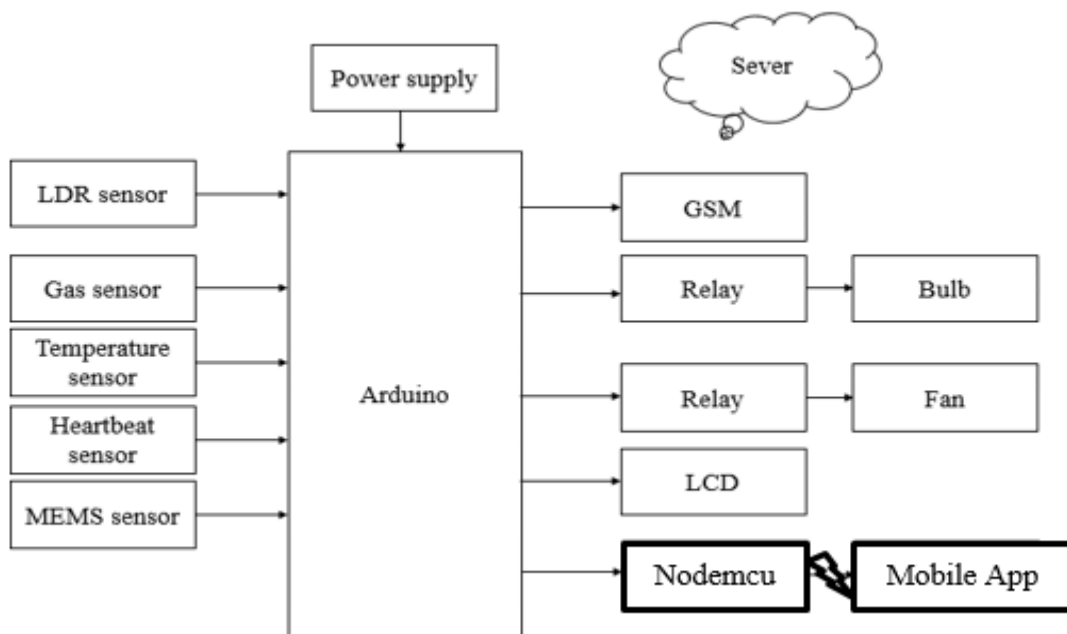 Sever
Power supply
LDR sensor
GSM
Gas sensor
Relay
Bulb
Temperature
sensor
Arduino
Relay
Fan
Heartbeat
sensor
LCD
MEMS sensor
Nodemcu
Mobile App